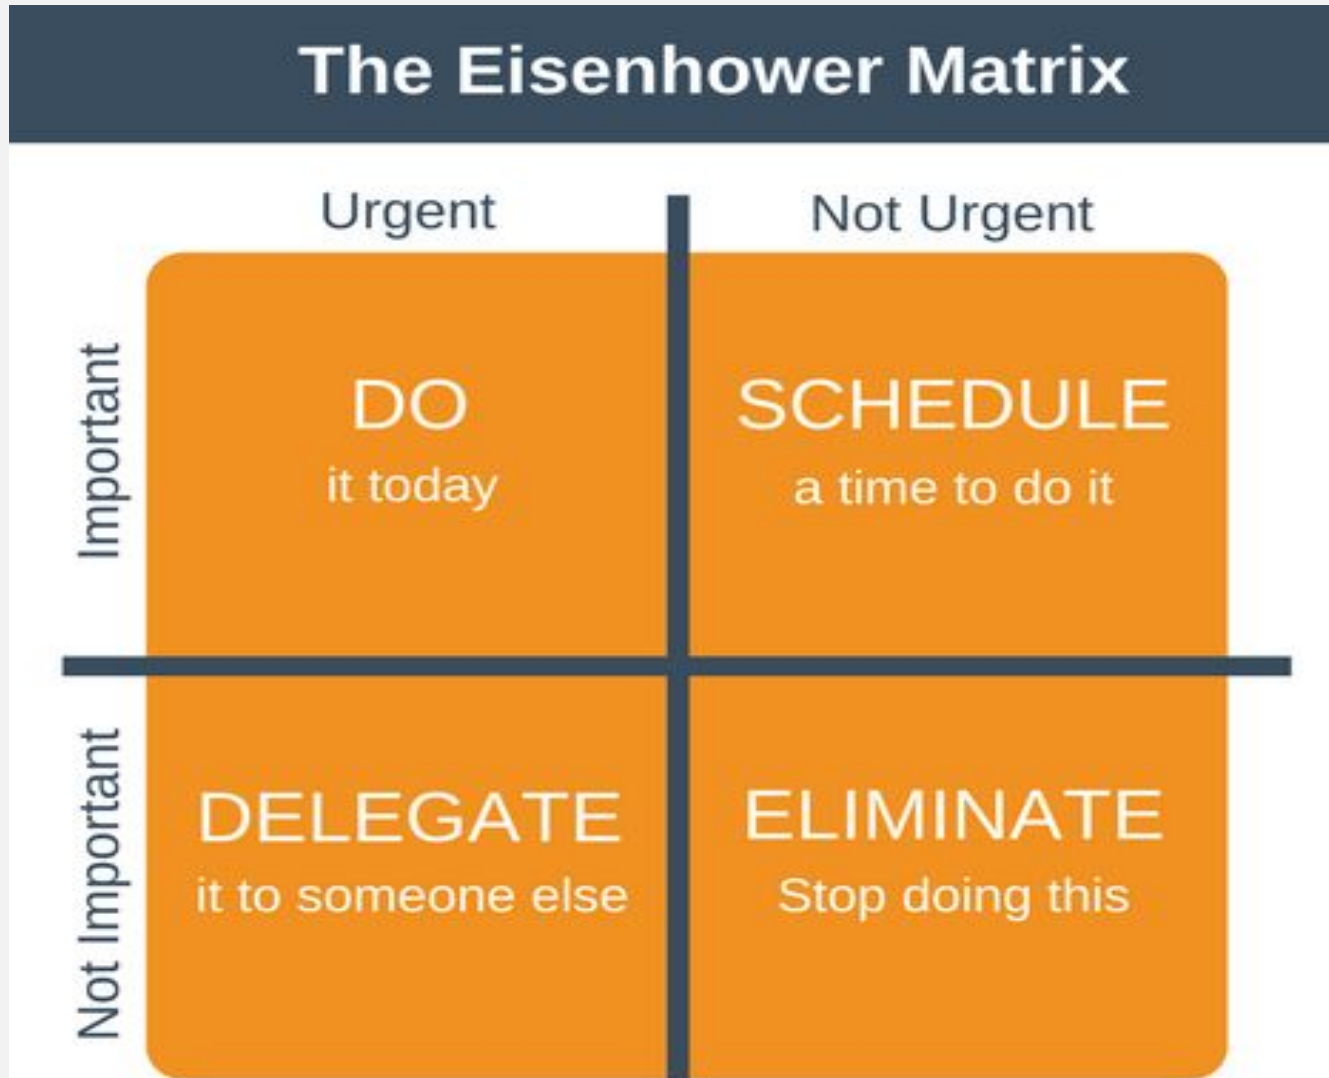 The Eisenhower Matrix
Urgent
Not Urgent
Important
DO
it today
SCHEDULE
a time to do it
Not Important
DELEGATE
it to someone else
ELIMINATE
Stop doing this